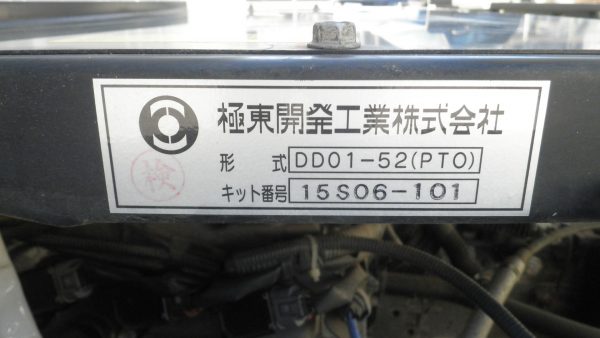 極東開発工業株式会社
形式 DD01-52(PTO)
検
キット番号 15S06-101